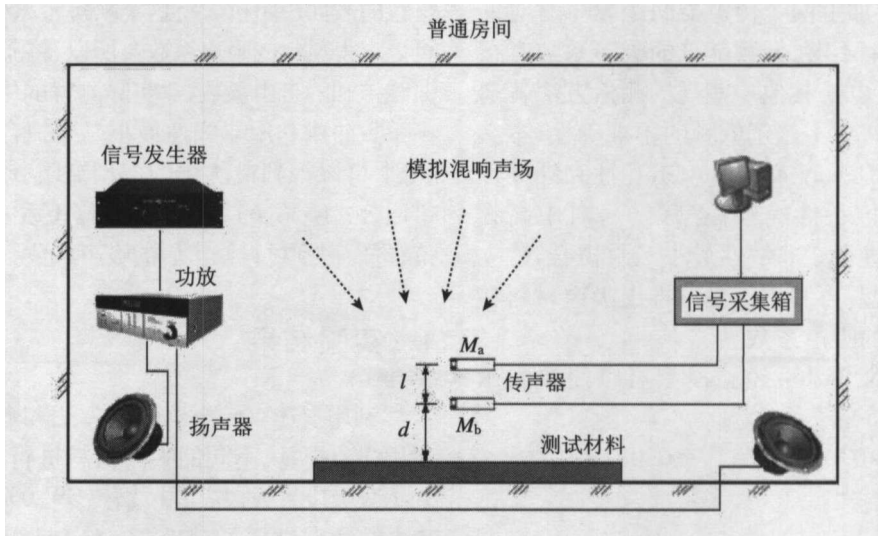 普通房间
信号发生器
模拟混响声场
功放
信号采集箱
Ma
l
传声器
Mb
d
扬声器
测试材料